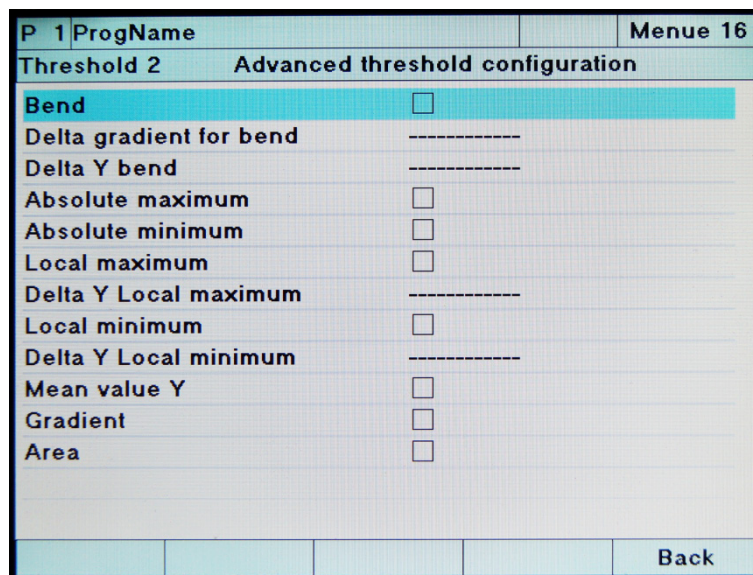 P 1 ProgName Menue 16
Threshold 2 Advanced threshold configuration
Bend
Delta gradient for bend ------------
Delta Y bend ------------
Absolute maximum
Absolute minimum
Local maximum
Delta Y Local maximum ------------
Local minimum
Delta Y Local minimum ------------
Mean value Y
Gradient
Area
Back